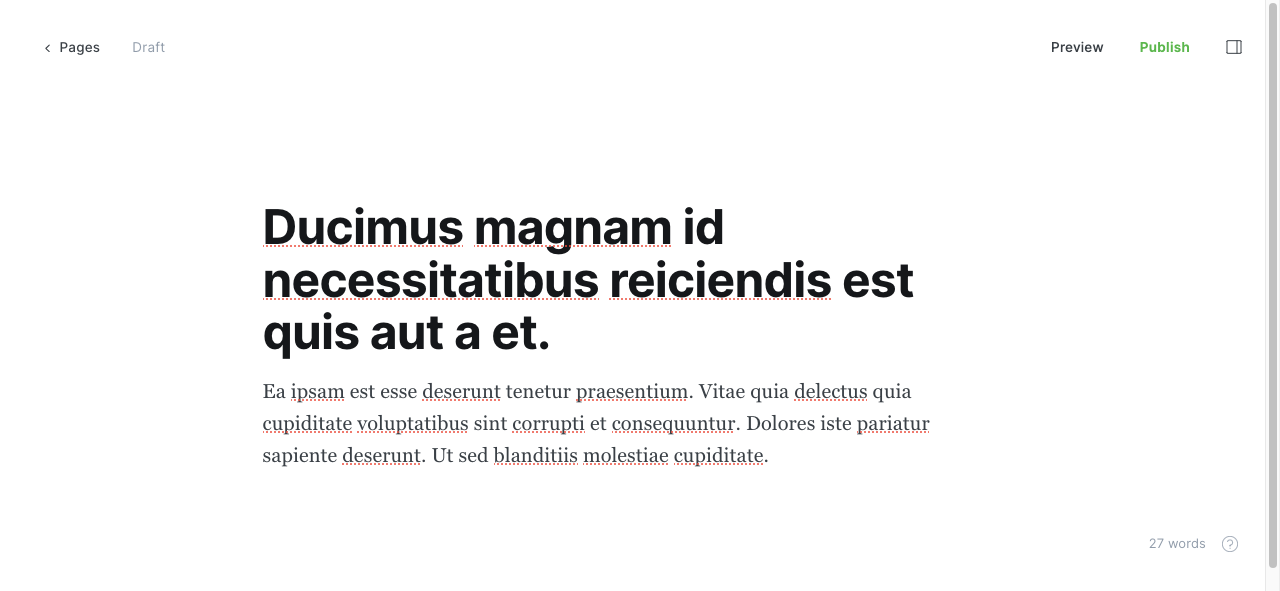 Pages Draft Preview Publish
Ducimus magnam id
necessitatibus reiciendis est
quis aut a et.
Ea ipsam est esse deserunt tenetur praesentium. Vitae quia delectus quia
cupiditate voluptatibus sint corrupti et consequuntur. Dolores iste pariatur
sapiente deserunt. Ut sed blanditiis molestiae cupiditate.
27 words